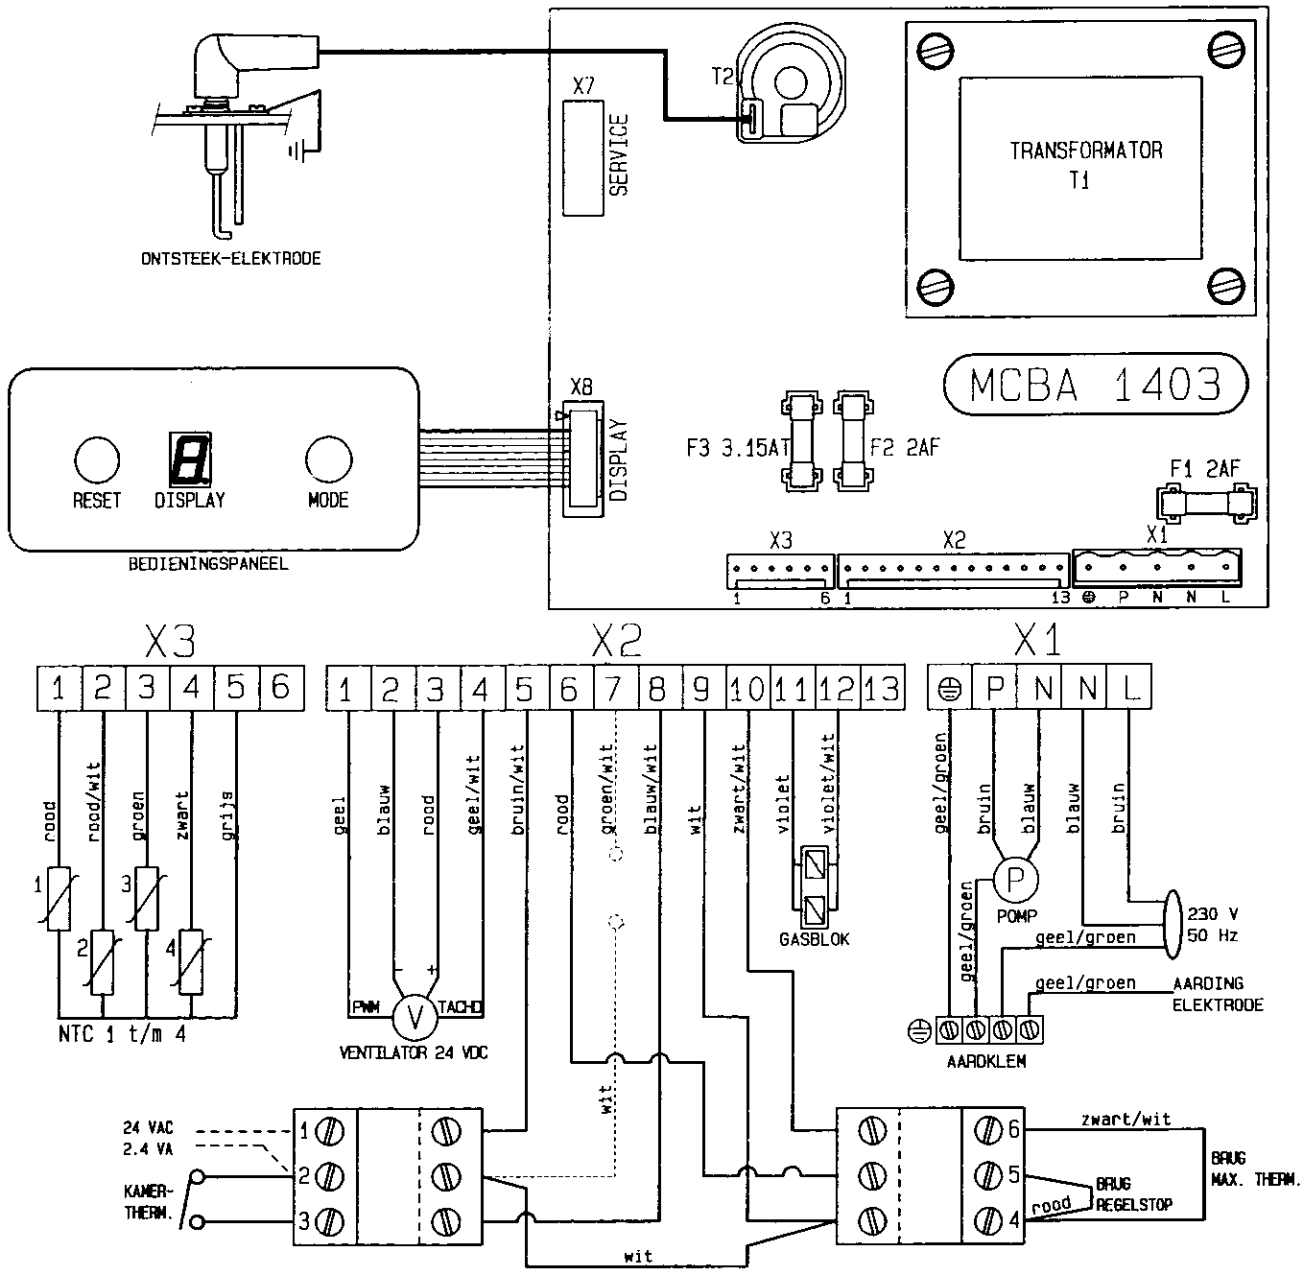 T2
X7
SERVICE
TRANSFORMATOR
T1
ONTSTEEK-ELEKTRODE
MCBA 1403
X8
DISPLAY
F3 3.15AT
F2 2AF
F1 2AF
RESET
DISPLAY
MODE
BEDIENINGSPANEEL
X3
X2
X1
1 6 1 13 P N N L
X3
X2
X1
1 2 3 4 5 6
1 2 3 4 5 6 7 8 9 10 11 12 13
P N N L
rood
rood/wit
groen
zwart
grijs
geel
blauw
rood
geel/wit
bruin/wit
rood
groen/wit
blauw/wit
wit
zwart/wit
violet
violet/wit
geel/groen
bruin
blauw
blauw
bruin
1
3
2
4
NTC 1 t/m 4
- +
PWM
V
TACHO
VENTILATOR 24 VDC
GASBLOK
P
POMP
geel/groen
230 V
50 Hz
geel/groen
geel/groen
AARDING
ELEKTRODE
AARDKLEM
wit
24 VAC
2.4 VA
KAMER-
THERM.
1
2
3
6
5
4
zwart/wit
BRUG
MAX. THERM.
BRUG
REGELSTOP
rood
wit